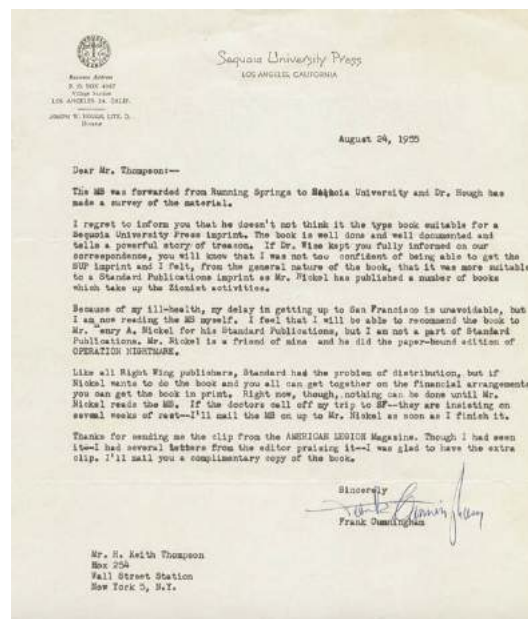 Sequoia University Press
LOS ANGELES, CALIFORNIA
Business Address
P. O. BOX 4987
Village Station
LOS ANGELES 24, CALIF.
JOSEPH W. HOUGH, LITT. D.
Director
August 24, 1955
Dear Mr. Thompson:--
The MS was forwarded from Running Springs to Sequoia University and Dr. Hough has
made a survey of the material.
I regret to inform you that he doesn't not think it the type book suitable for a
Sequoia University Press imprint. The book is well done and well documented and
tells a powerful story of treason. If Dr. Wise kept you fully informed on our
correspondence, you will know that I was not too confident of being able to get the
SUP imprint and I felt, from the general nature of the book, that it was more suitable
to a Standard Publications imprint as Mr. Nickel has published a number of books
which take up the Zionist activities.
Because of my ill-health, my delay in getting up to San Francisco is unavoidable, but
I am now reading the MS myself. I feel that I will be able to recommend the book to
Mr. Henry A. Nickel for his Standard Publications, but I am not a part of Standard
Publications. Mr. Nickel is a friend of mine and he did the paper-bound edition of
OPERATION NIGHTMARE.
Like all Right Wing publishers, Standard had the problem of distribution, but if
Nickel wants to do the book and you all can get together on the financial arrangements
you can get the book in print. Right now, though, nothing can be done until Mr.
Nickel reads the MS. If the doctors call off my trip to SF--they are insisting on
several weeks of rest--I'll mail the MS on up to Mr. Nickel as soon as I finish it.
Thanks for sending me the clip from the AMERICAN LEGION Magazine. Though I had seen
it--I had several letters from the editor praising it--I was glad to have the extra
clip. I'll mail you a complimentary copy of the book.
Sincerely
Frank Cunningham
Frank Cunningham
Mr. H. Keith Thompson
Box 254
Wall Street Station
New York 5, N.Y.